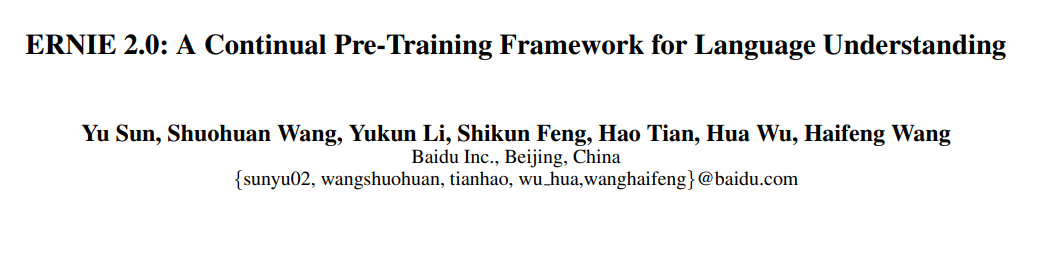 ERNIE 2.0: A Continual Pre-Training Framework for Language Understanding
Yu Sun, Shuohuan Wang, Yukun Li, Shikun Feng, Hao Tian, Hua Wu, Haifeng Wang
Baidu Inc., Beijing, China
{sunyu02, wangshuohuan, tianhao, wu_hua,wanghaifeng}@baidu.com